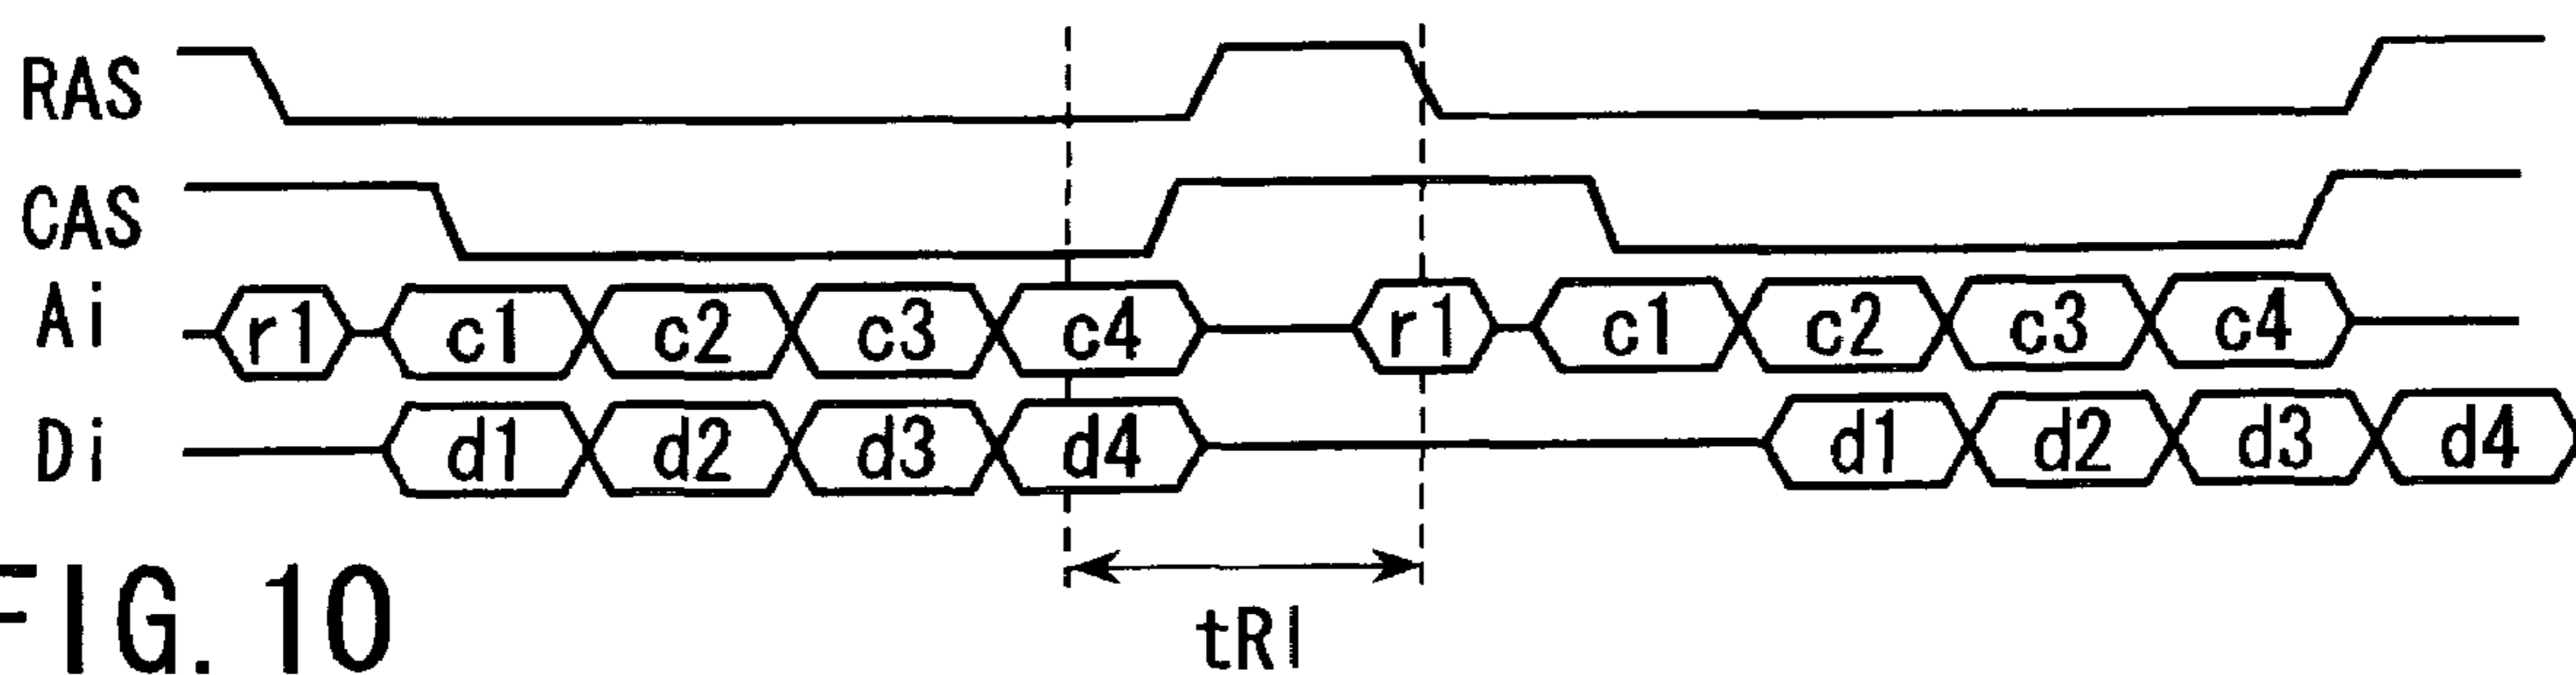 RAS
CAS
Ai r1 c1 c2 c3 c4 r1 c1 c2 c3 c4
Di d1 d2 d3 d4 d1 d2 d3 d4
tRI
FIG. 10